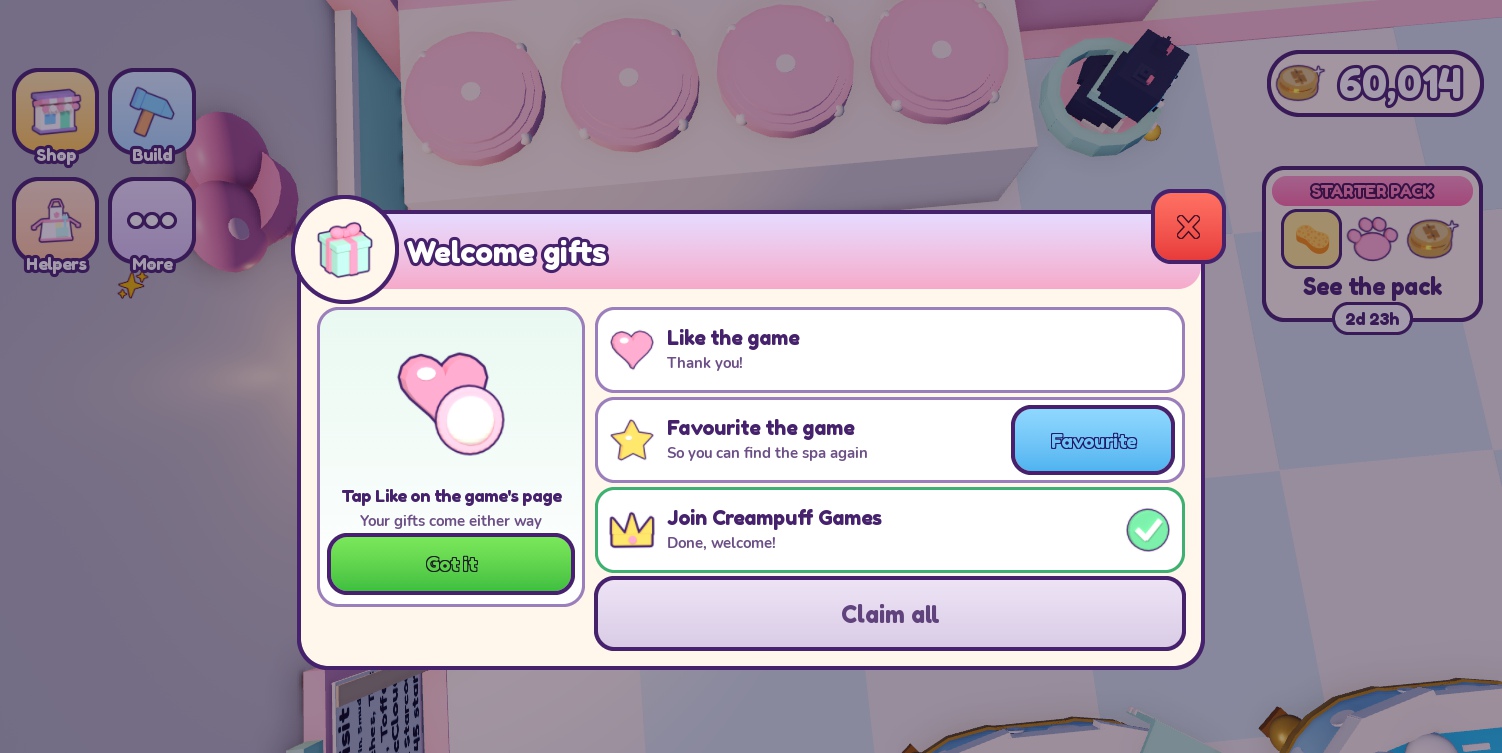 60,014
Shop
Build
Helpers
More
STARTER PACK
See the pack
2d 23h
Welcome gifts
Tap Like on the game's page
Your gifts come either way
Got it
Like the game
Thank you!
Favourite the game
So you can find the spa again
Favourite
Join Creampuff Games
Done, welcome!
Claim all